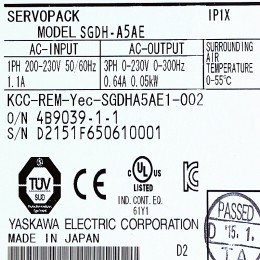 SERVOPACK IP1X
MODEL SGDH-A5AE
AC-INPUT AC-OUTPUT SURROUNDING AIR TEMPERATURE 0-55°C
1PH 200-230V 50/60Hz 3PH 0-230V 0-300Hz
1.1A 0.64A 0.05kW
KCC-REM-Yec-SGDHA5AE1-002
O/N 4B9039-1-1
S/N D2151F650610001
TÜV
SÜD
CE
c UL US
LISTED
IND. CONT. EQ.
61Y1
YASKAWA ELECTRIC CORPORATION
MADE IN JAPAN
D2
PASSED
D '15.1.